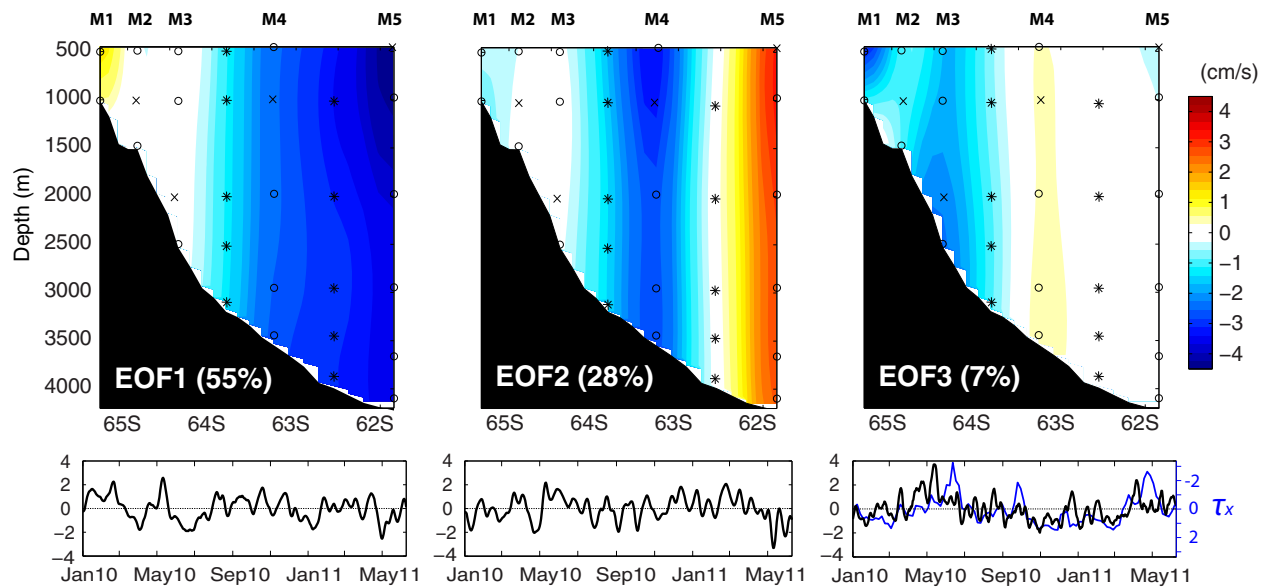 M1 M2 M3 M4 M5
M1 M2 M3 M4 M5
M1 M2 M3 M4 M5
Depth (m)
500
1000
1500
2000
2500
3000
3500
4000
EOF1 (55%)
EOF2 (28%)
EOF3 (7%)
65S 64S 63S 62S
65S 64S 63S 62S
65S 64S 63S 62S
(cm/s)
4
3
2
1
0
−1
−2
−3
−4
4
2
0
−2
−4
Jan10 May10 Sep10 Jan11 May11
4
2
0
−2
−4
Jan10 May10 Sep10 Jan11 May11
4
2
0
−2
−4
Jan10 May10 Sep10 Jan11 May11
-2
0
2
τx